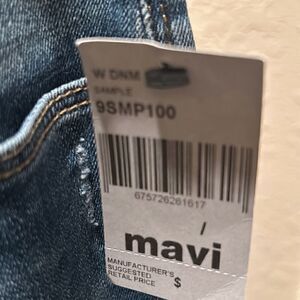 W DNM
SAMPLE
9SMP100
675726261617
mavi
MANUFACTURER'S
SUGGESTED
RETAIL PRICE
$